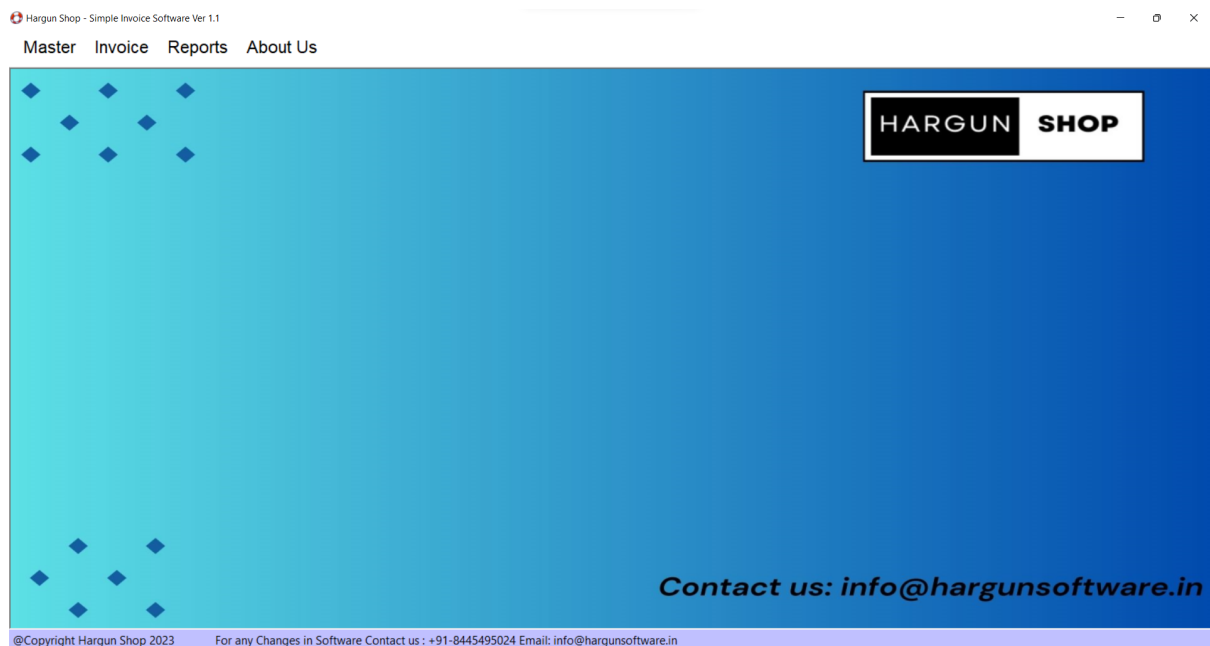 Hargun Shop - Simple Invoice Software Ver 1.1
Master Invoice Reports About Us
HARGUN SHOP
Contact us: info@hargunsoftware.in
@Copyright Hargun Shop 2023 For any Changes in Software Contact us : +91-8445495024 Email: info@hargunsoftware.in